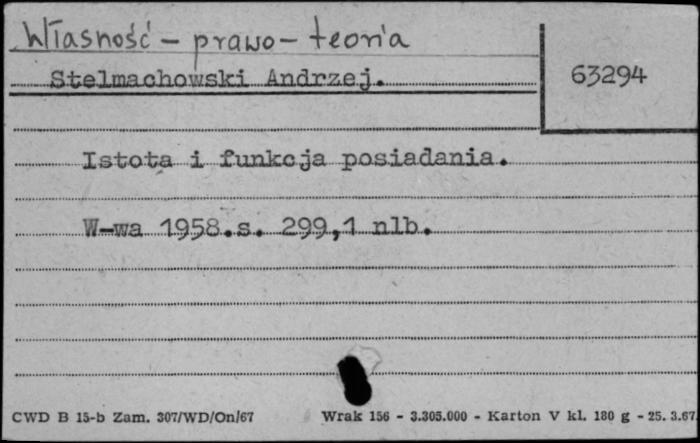 Własność - prawo - teoria
Stelmachowski Andrzej.
63294
Istota i funkcja posiadania.
W-wa 1958.s. 299,1 nlb.
CWD B 15-b Zam. 307/WD/On/67 Wrak 156 - 3.305.000 - Karton V kl. 180 g - 25. 3.67.